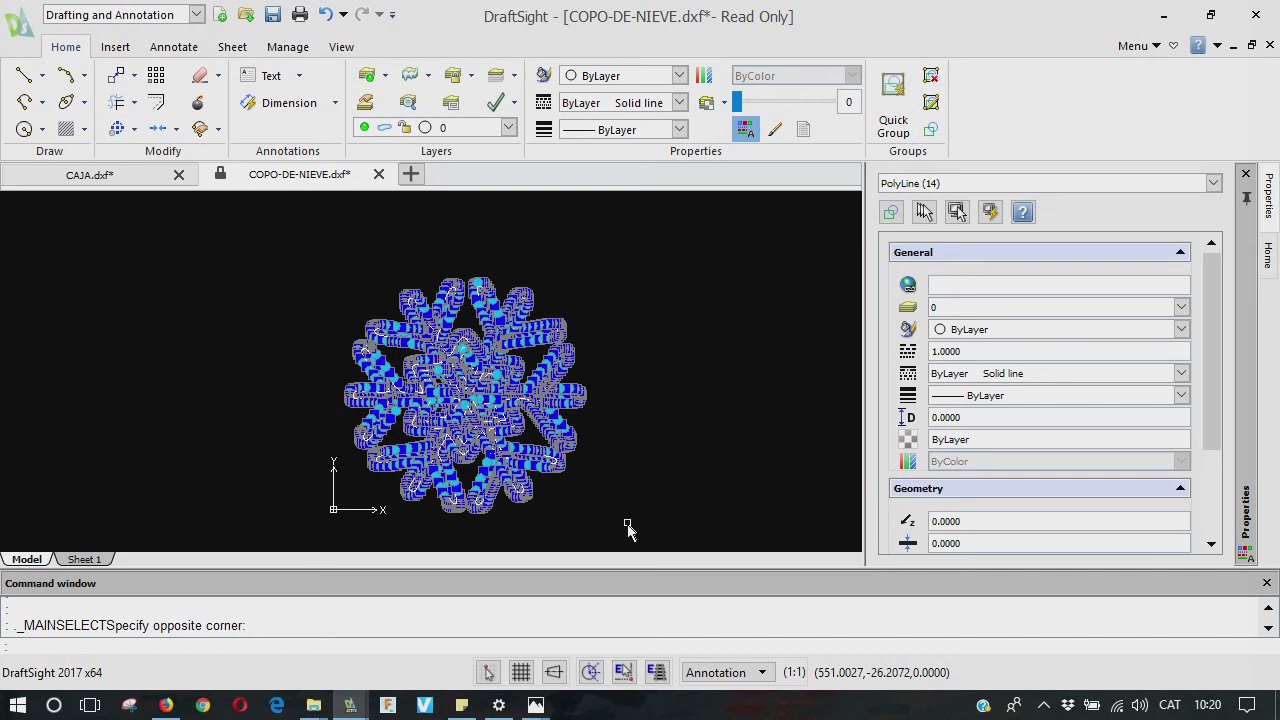 Drafting and Annotation
DraftSight - [COPO-DE-NIEVE.dxf*- Read Only]
Home Insert Annotate Sheet Manage View
Menu
Text
ByLayer
ByColor
Dimension
ByLayer Solid line
0
Quick
Group
0
ByLayer
Draw Modify Annotations Layers Properties Groups
CAJA.dxf* COPO-DE-NIEVE.dxf*
PolyLine (14)
Properties
Home
General
0
ByLayer
1.0000
ByLayer Solid line
ByLayer
D 0.0000
ByLayer
ByColor
Geometry
z 0.0000
0.0000
Properties
Y
X
Model Sheet 1
Command window
:
: ._MAINSELECTSpecify opposite corner:
:
DraftSight 2017 x64
Annotation (1:1) (551.0027,-26.2072,0.0000)
CAT 10:20